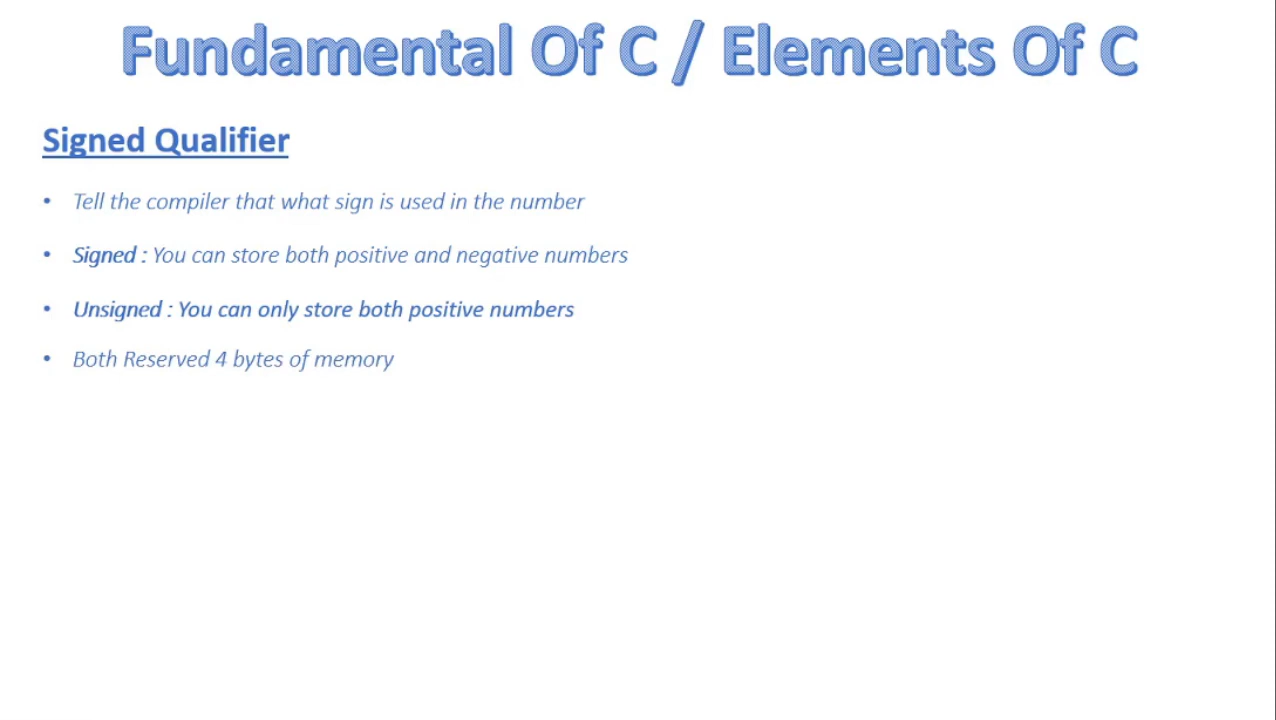 Fundamental Of C / Elements Of C
Signed Qualifier
• Tell the compiler that what sign is used in the number
• Signed : You can store both positive and negative numbers
• Unsigned : You can only store both positive numbers
• Both Reserved 4 bytes of memory